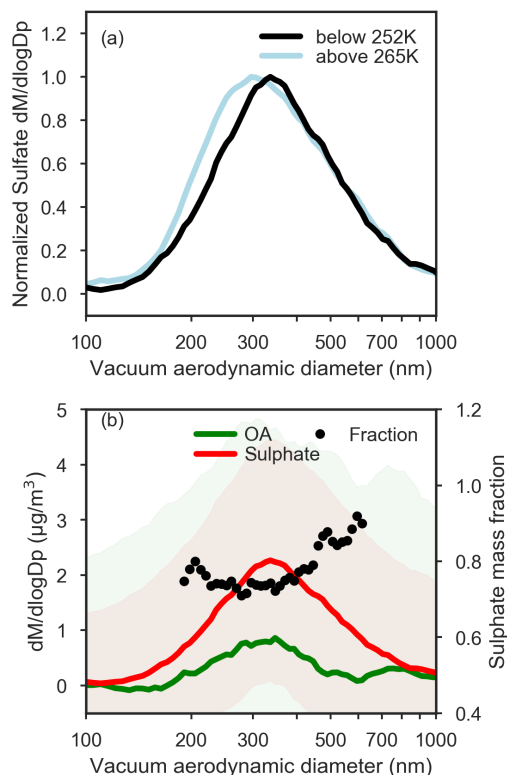 (a)
below 252K
above 265K
Normalized Sulfate dM/dlogDp
1.2
1.0
0.8
0.6
0.4
0.2
0.0
100 200 300 500 700 1000
Vacuum aerodynamic diameter (nm)
(b)
OA
Sulphate
Fraction
dM/dlogDp (μg/m³)
5
4
3
2
1
0
1.2
1.0
0.8
0.6
0.4
Sulphate mass fraction
100 200 300 500 700 1000
Vacuum aerodynamic diameter (nm)